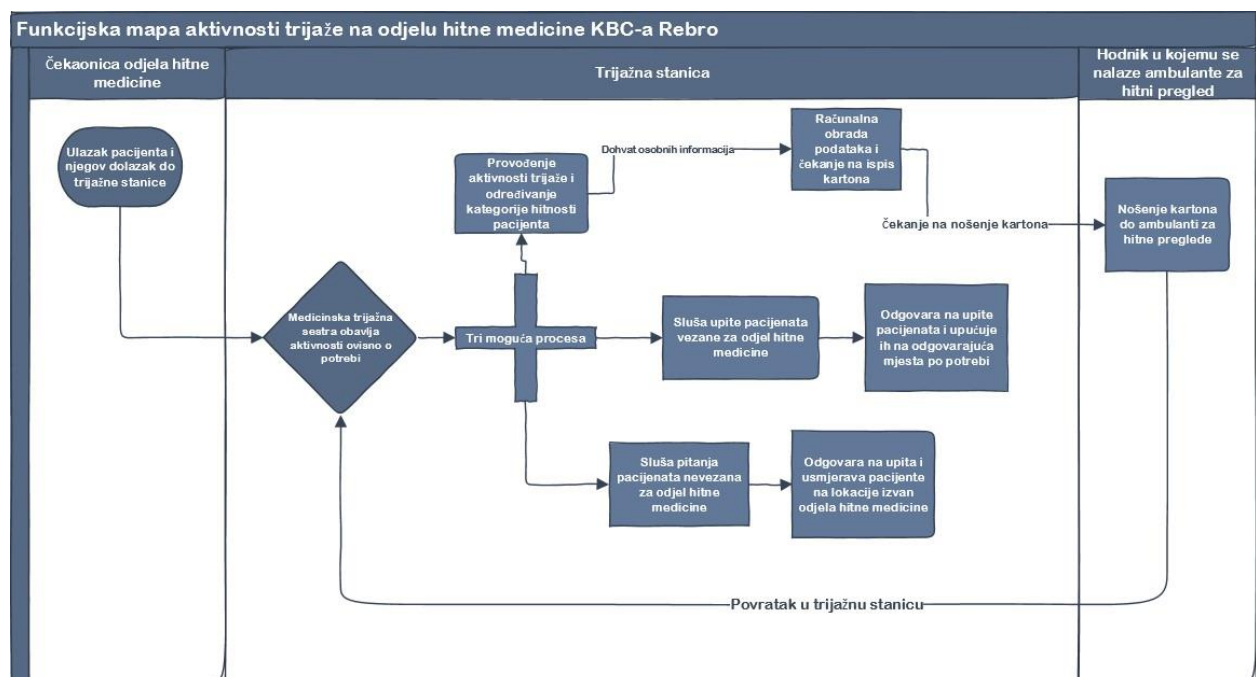 Funkcijska mapa aktivnosti trijaže na odjelu hitne medicine KBC-a Rebro
Čekaonica odjela hitne
medicine
Trijažna stanica
Hodnik u kojemu se
nalaze ambulante za
hitni pregled
Ulazak pacijenta i
njegov dolazak do
trijažne stanice
Medicinska trijažna
sestra obavlja
aktivnosti ovisno o
potrebi
Tri moguća procesa
Provođenje
aktivnosti trijaže i
određivanje
kategorije hitnosti
pacijenta
Dohvat osobnih informacija
Računalna
obrada
podataka i
čekanje na ispis
kartona
Čekanje na nošenje kartona
Nošenje kartona
do ambulanti za
hitne preglede
Sluša upite pacijenata
vezane za odjel hitne
medicine
Odgovara na upite
pacijenata i upućuje
ih na odgovarajuća
mjesta po potrebi
Sluša pitanja
pacijenata nevezana
za odjel hitne
medicine
Odgovara na upita i
usmjerava pacijente
na lokacije izvan
odjela hitne medicine
Povratak u trijažnu stanicu